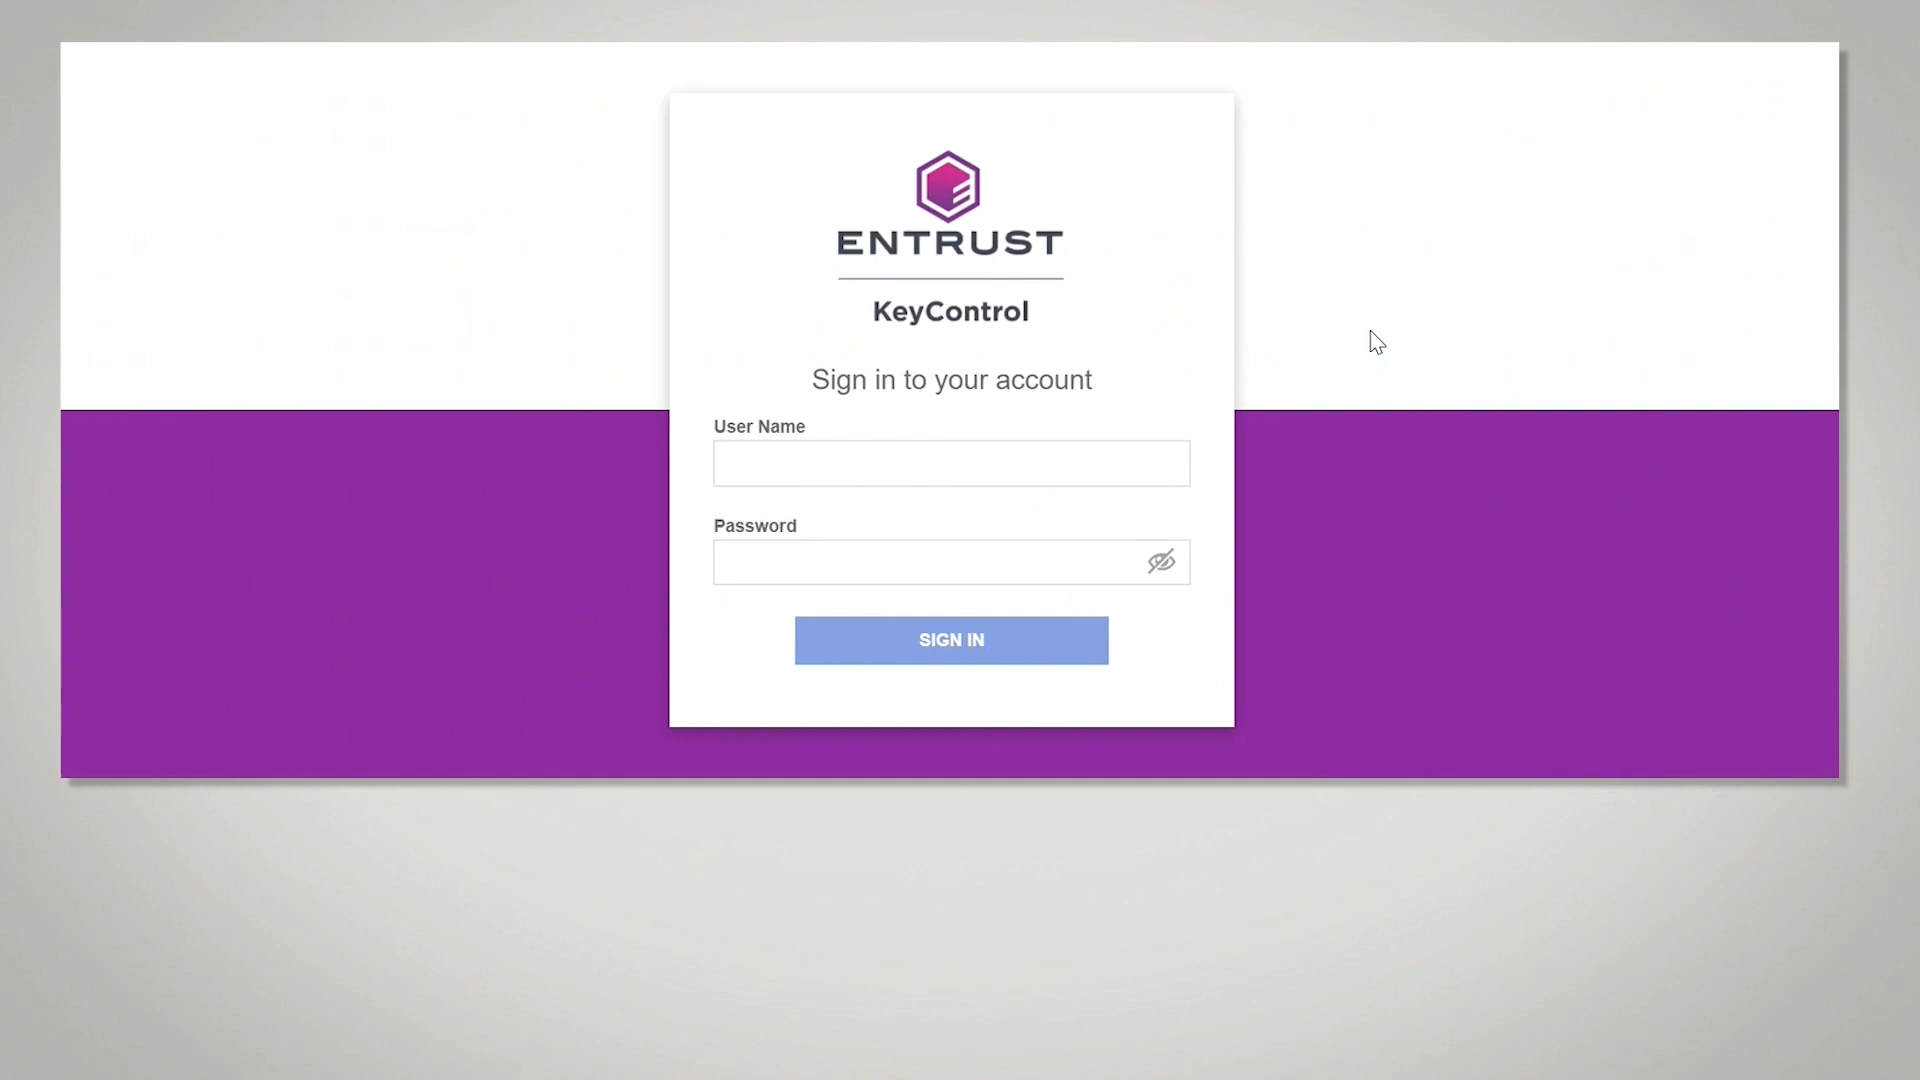 ENTRUST
KeyControl
Sign in to your account
User Name
Password
SIGN IN